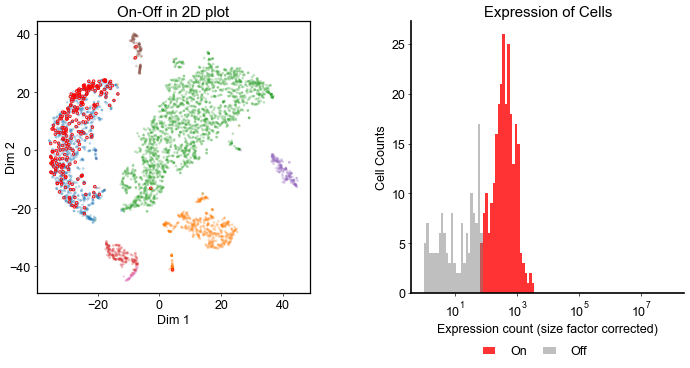 On-Off in 2D plot
Dim 2
40
20
0
−20
−40
−20
0
20
40
Dim 1
Expression of Cells
Cell Counts
25
20
15
10
5
0
10^1
10^3
10^5
10^7
Expression count (size factor corrected)
On
Off